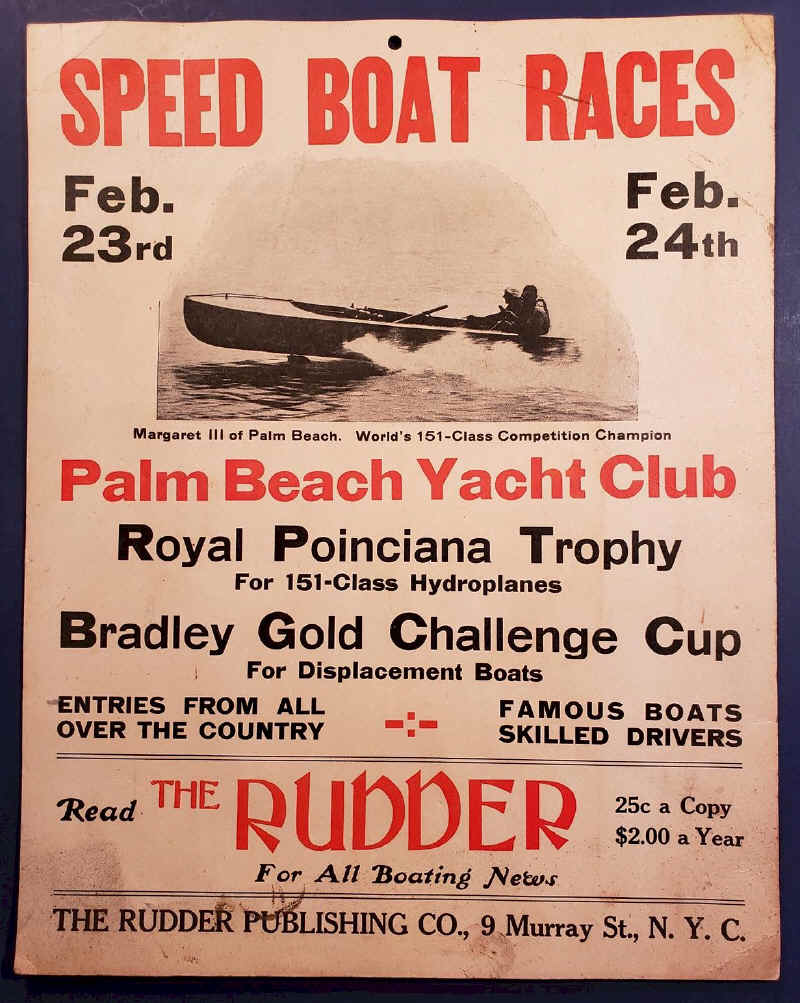 SPEED BOAT RACES
Feb. 23rd
Feb. 24th
Margaret III of Palm Beach. World's 151-Class Competition Champion
Palm Beach Yacht Club
Royal Poinciana Trophy
For 151-Class Hydroplanes
Bradley Gold Challenge Cup
For Displacement Boats
ENTRIES FROM ALL
OVER THE COUNTRY
FAMOUS BOATS
SKILLED DRIVERS
Read THE RUDDER
25c a Copy
$2.00 a Year
For All Boating News
THE RUDDER PUBLISHING CO., 9 Murray St., N. Y. C.